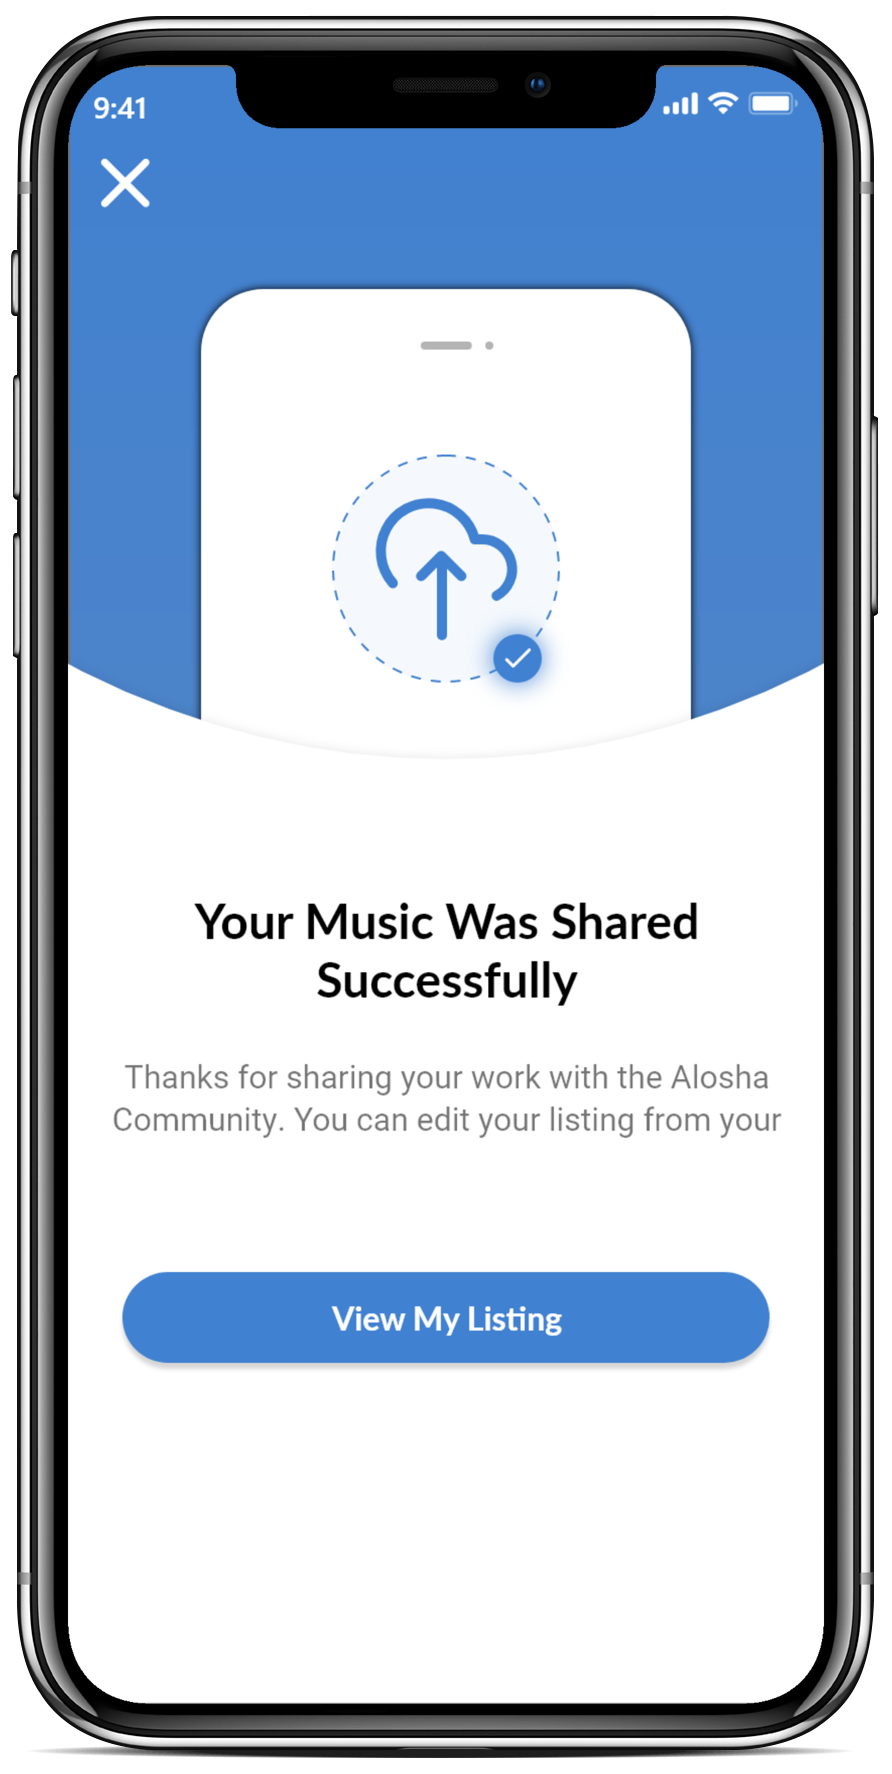 9:41
Your Music Was Shared
Successfully
Thanks for sharing your work with the Alosha
Community. You can edit your listing from your
View My Listing